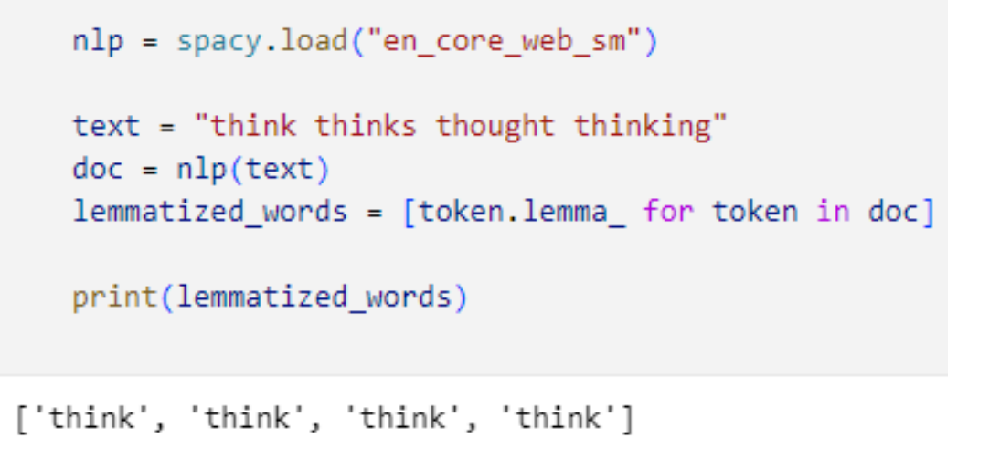 nlp = spacy.load("en_core_web_sm")
text = "think thinks thought thinking"
doc = nlp(text)
lemmatized_words = [token.lemma_ for token in doc]
print(lemmatized_words)
['think', 'think', 'think', 'think']